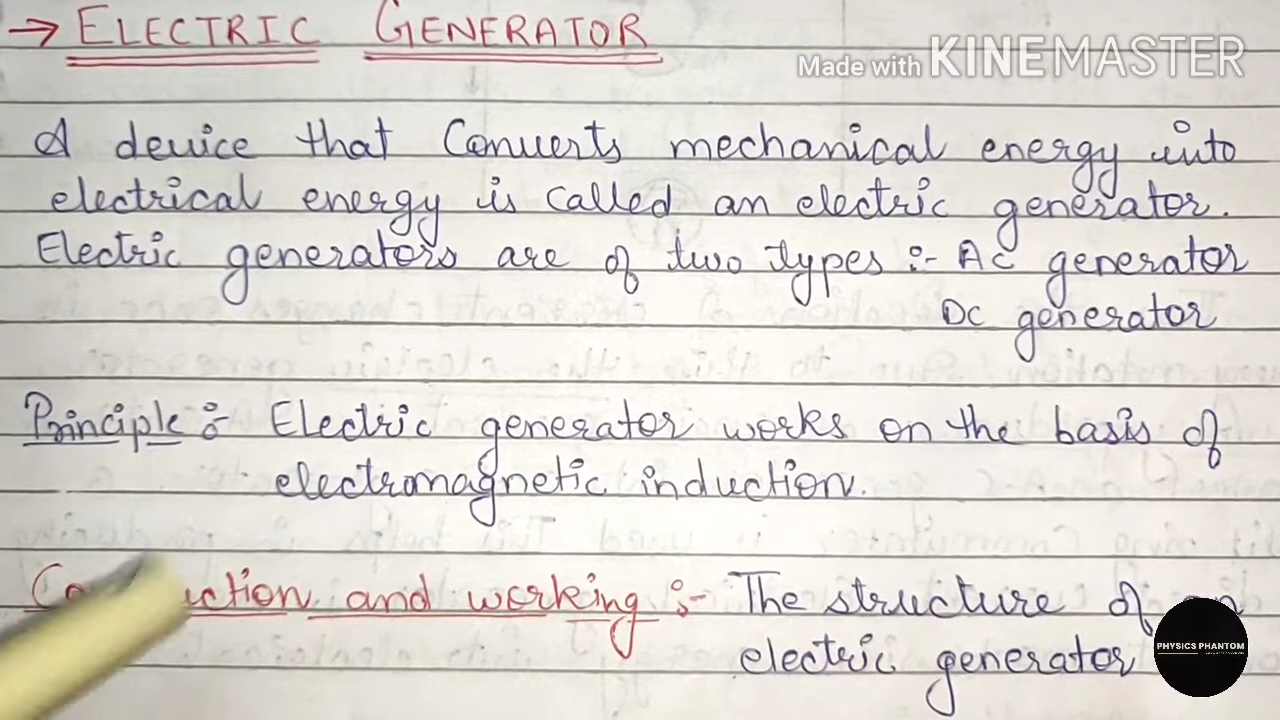 → ELECTRIC GENERATOR
Made with KINEMASTER
A device that Converts mechanical energy into
electrical energy is called an electric generator.
Electric generators are of two types :- AC generator
DC generator
Principle :- Electric generator works on the basis of
electromagnetic induction.
and working :- The structure of an
electric generator
PHYSICS PHANTOM